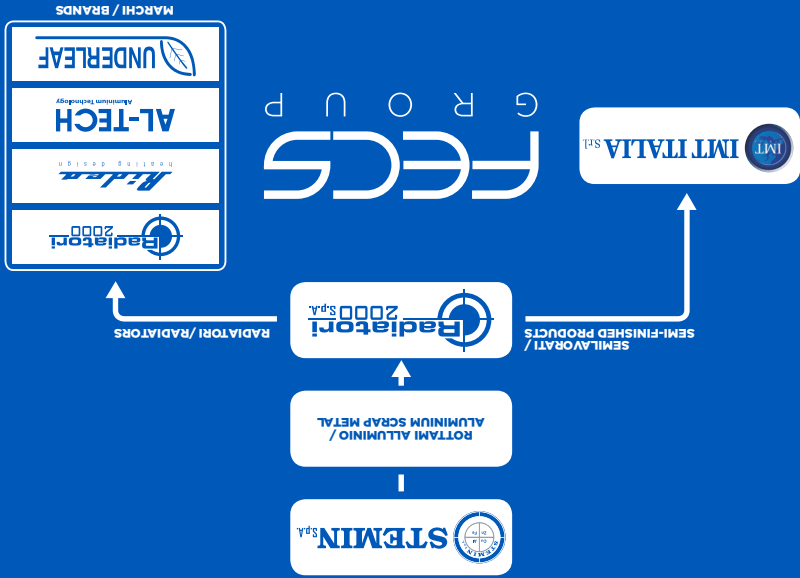 STEMIN S.p.A.
STEMIN
ROTTAMI ALLUMINIO /
ALUMINIUM SCRAP METAL
SEMILAVORATI /
SEMI-FINISHED PRODUCTS
Radiatori
2000 S.p.A.
RADIATORI / RADIATORS
IMT
IMT ITALIA S.r.l.
FECS
GROUP
Radiatori
2000
Ridea
heating design
AL-TECH
Aluminium Technology
UNDERLEAF
MARCHI / BRANDS